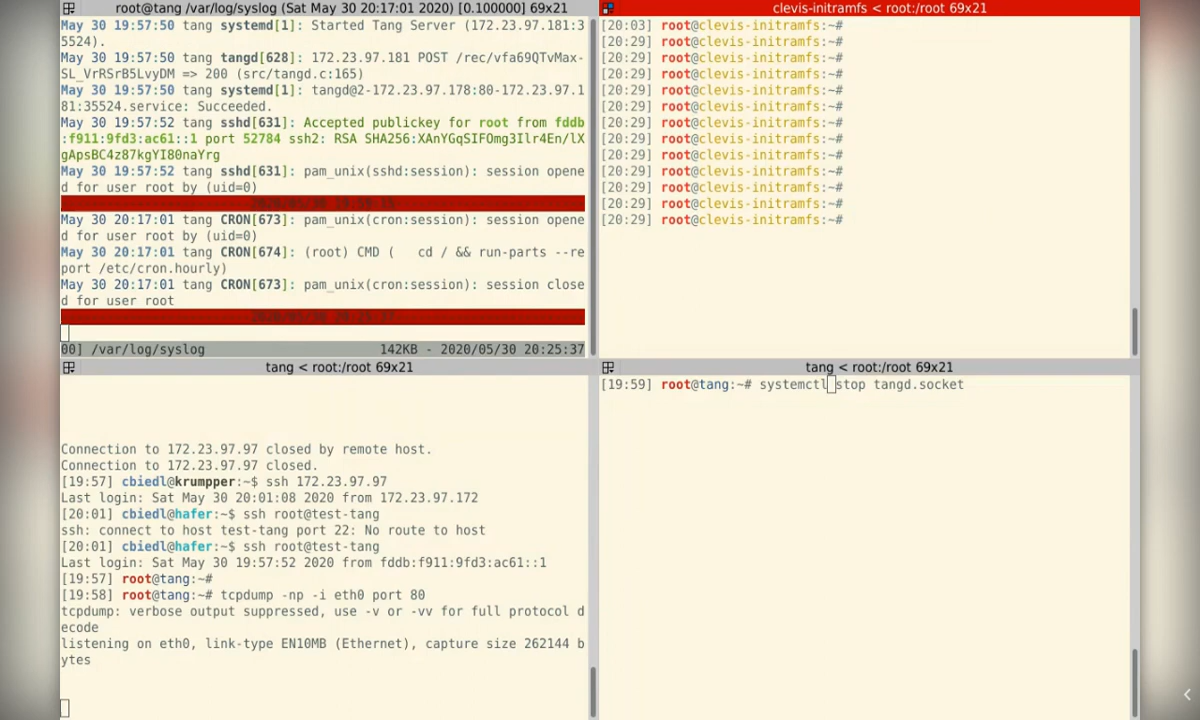 root@tang /var/log/syslog (Sat May 30 20:17:01 2020) [0.100000] 69x21
May 30 19:57:50 tang systemd[1]: Started Tang Server (172.23.97.181:3
5524).
May 30 19:57:50 tang tangd[628]: 172.23.97.181 POST /rec/vfa69QTvMax-
SL_VrRSrB5LvyDM => 200 (src/tangd.c:165)
May 30 19:57:50 tang systemd[1]: tangd@2-172.23.97.178:80-172.23.97.1
81:35524.service: Succeeded.
May 30 19:57:52 tang sshd[631]: Accepted publickey for root from fddb
:f911:9fd3:ac61::1 port 52784 ssh2: RSA SHA256:XAnYGqSIFOmg3Ilr4En/lX
gApsBC4z87kgYI80naYrg
May 30 19:57:52 tang sshd[631]: pam_unix(sshd:session): session opene
d for user root by (uid=0)
2020/05/30 19:59:15
May 30 20:17:01 tang CRON[673]: pam_unix(cron:session): session opene
d for user root by (uid=0)
May 30 20:17:01 tang CRON[674]: (root) CMD (   cd / && run-parts --re
port /etc/cron.hourly)
May 30 20:17:01 tang CRON[673]: pam_unix(cron:session): session close
d for user root
2020/05/30 20:25:37
00] /var/log/syslog 142KB - 2020/05/30 20:25:37
clevis-initramfs < root:/root 69x21
[20:03] root@clevis-initramfs:~#
[20:29] root@clevis-initramfs:~#
[20:29] root@clevis-initramfs:~#
[20:29] root@clevis-initramfs:~#
[20:29] root@clevis-initramfs:~#
[20:29] root@clevis-initramfs:~#
[20:29] root@clevis-initramfs:~#
[20:29] root@clevis-initramfs:~#
[20:29] root@clevis-initramfs:~#
[20:29] root@clevis-initramfs:~#
[20:29] root@clevis-initramfs:~#
[20:29] root@clevis-initramfs:~#
[20:29] root@clevis-initramfs:~#
tang < root:/root 69x21
Connection to 172.23.97.97 closed by remote host.
Connection to 172.23.97.97 closed.
[19:57] cbiedl@krumpper:~$ ssh 172.23.97.97
Last login: Sat May 30 20:01:08 2020 from 172.23.97.172
[20:01] cbiedl@hafer:~$ ssh root@test-tang
ssh: connect to host test-tang port 22: No route to host
[20:01] cbiedl@hafer:~$ ssh root@test-tang
Last login: Sat May 30 19:57:52 2020 from fddb:f911:9fd3:ac61::1
[19:57] root@tang:~#
[19:58] root@tang:~# tcpdump -np -i eth0 port 80
tcpdump: verbose output suppressed, use -v or -vv for full protocol d
ecode
listening on eth0, link-type EN10MB (Ethernet), capture size 262144 b
ytes
tang < root:/root 69x21
[19:59] root@tang:~# systemctl stop tangd.socket